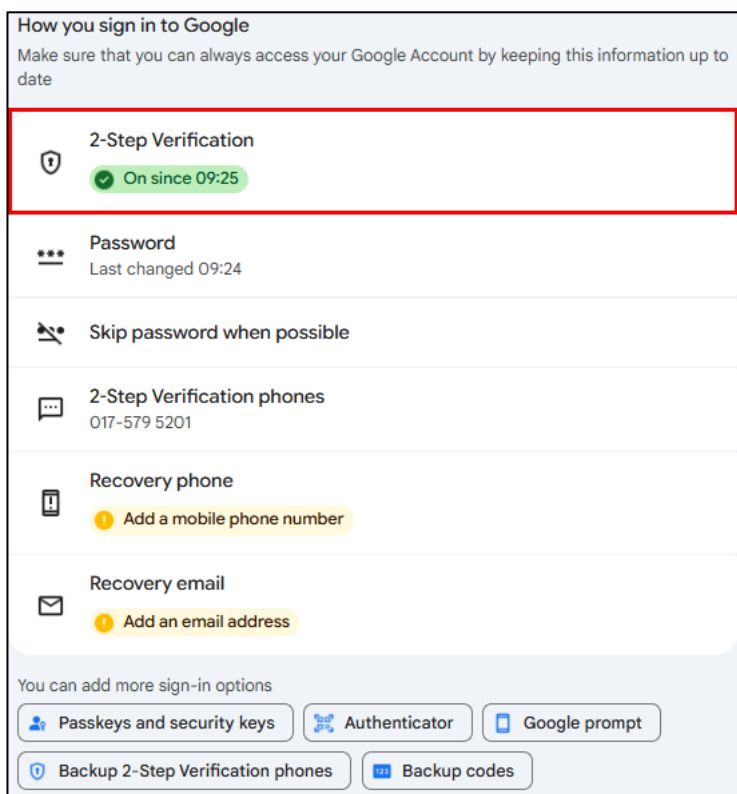 How you sign in to Google
Make sure that you can always access your Google Account by keeping this information up to
date
2-Step Verification
On since 09:25
Password
Last changed 09:24
Skip password when possible
2-Step Verification phones
017-579 5201
Recovery phone
Add a mobile phone number
Recovery email
Add an email address
You can add more sign-in options
Passkeys and security keys
Authenticator
Google prompt
Backup 2-Step Verification phones
123
Backup codes